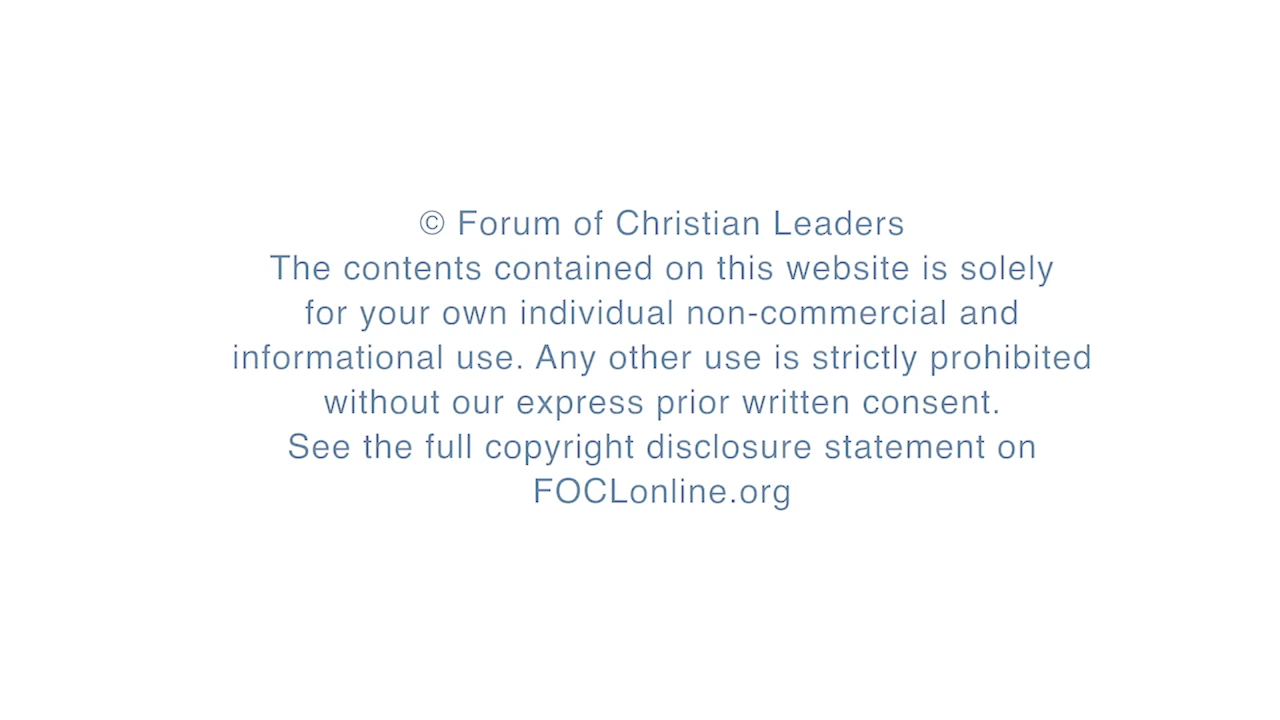 © Forum of Christian Leaders
The contents contained on this website is solely
for your own individual non-commercial and
informational use. Any other use is strictly prohibited
without our express prior written consent.
See the full copyright disclosure statement on
FOCLonline.org